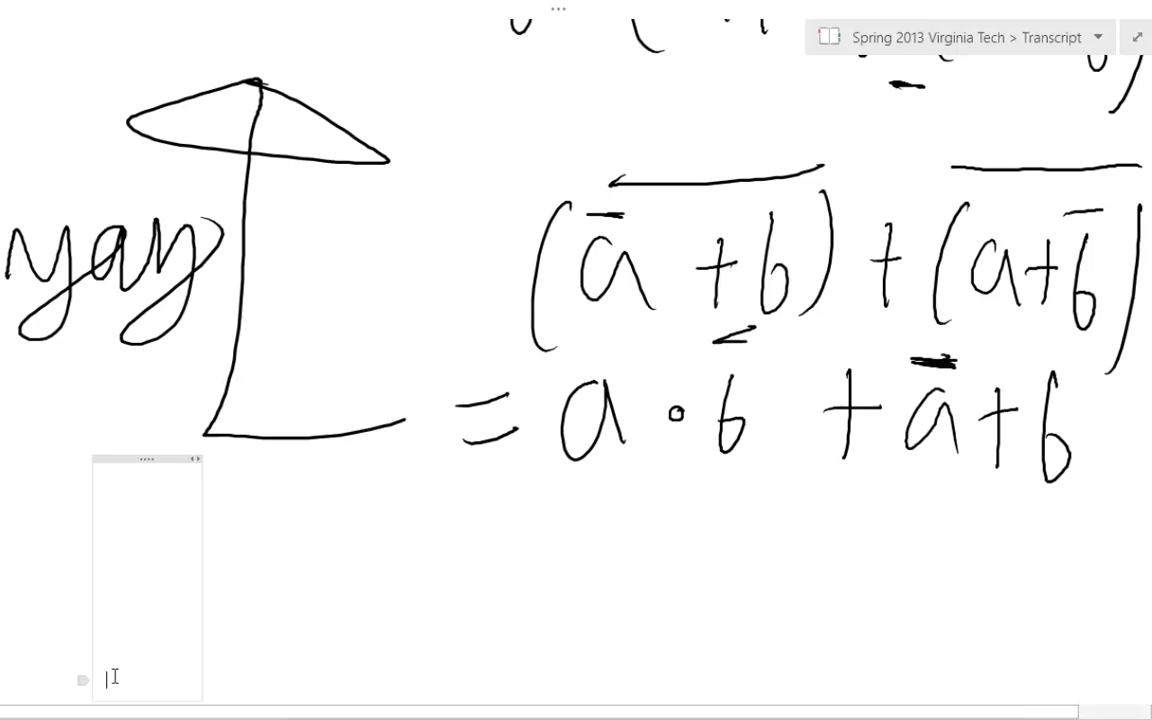 Spring 2013 Virginia Tech > Transcript
yay
(a̅ + b) + (a + b̅)
= a · b̅ + a̅ + b